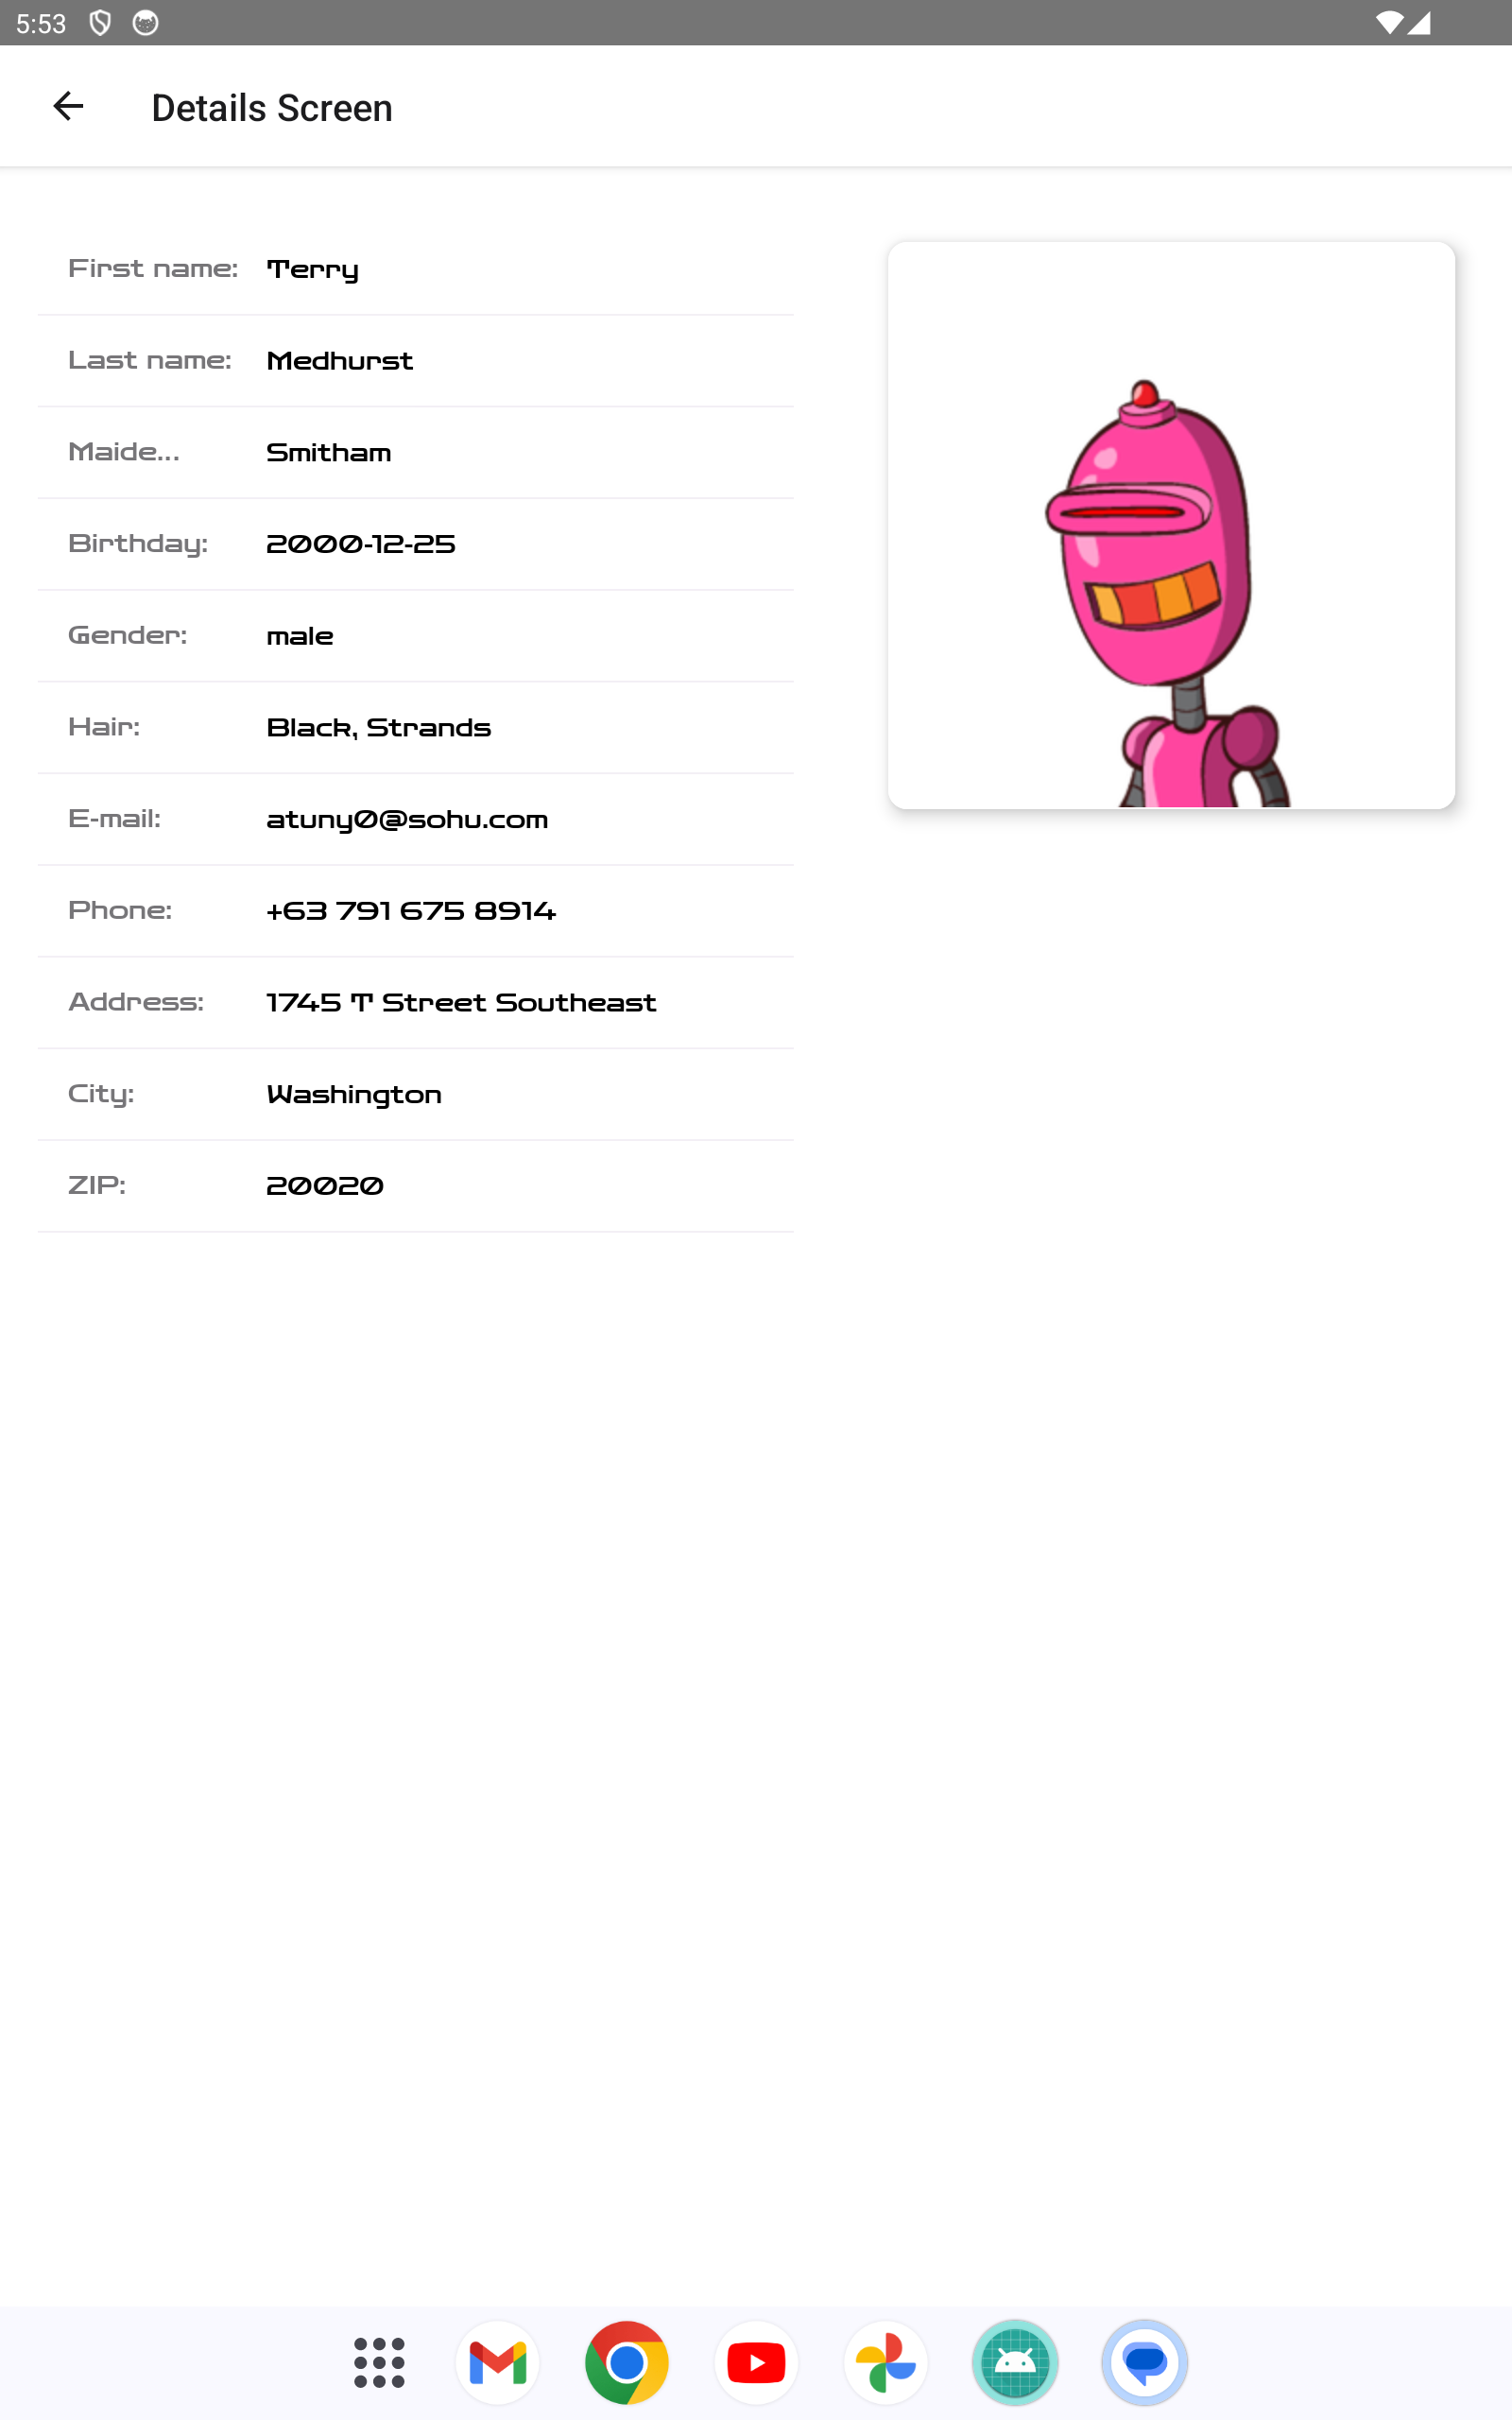 5:53
Details Screen
First name: Terry
Last name: Medhurst
Maide... Smitham
Birthday: 2000-12-25
Gender: male
Hair: Black, Strands
E-mail: atuny0@sohu.com
Phone: +63 791 675 8914
Address: 1745 T Street Southeast
City: Washington
ZIP: 20020